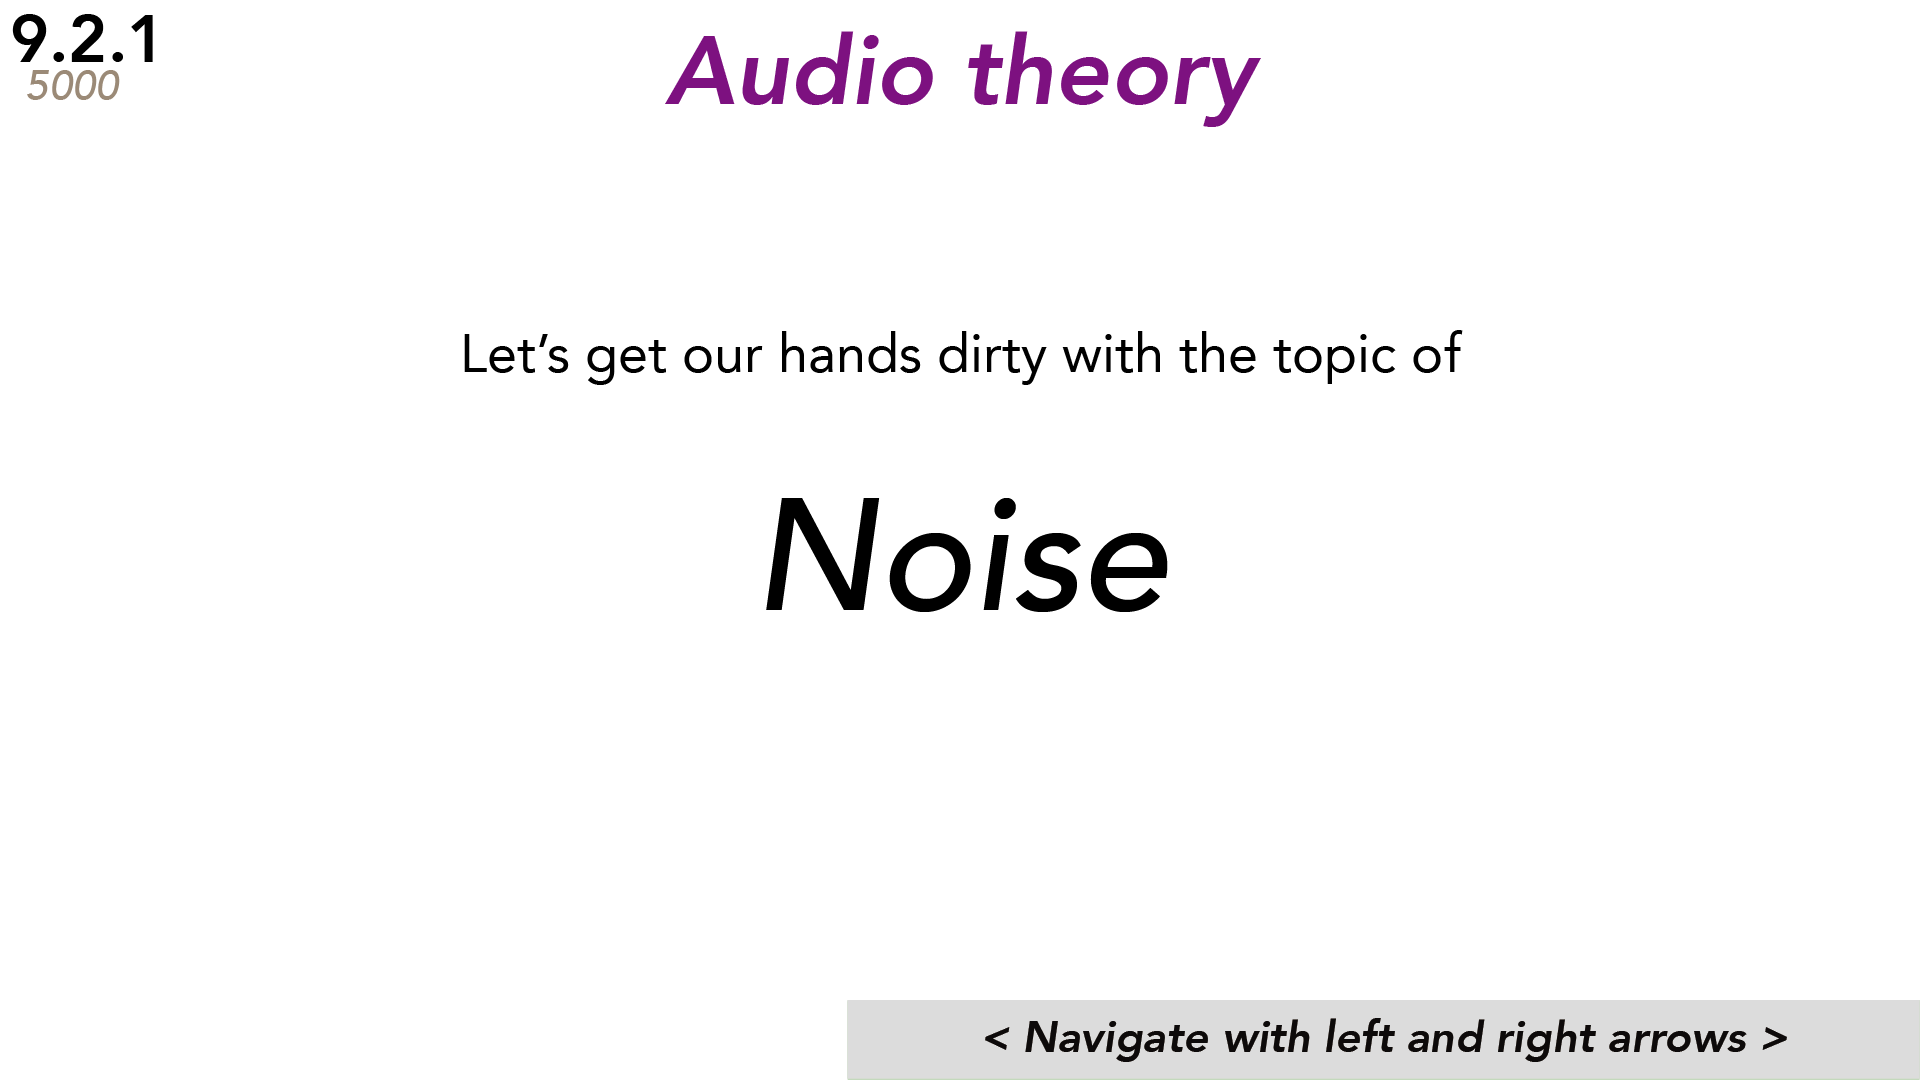 9.2.1
5000
Audio theory
Let’s get our hands dirty with the topic of
Noise
< Navigate with left and right arrows >